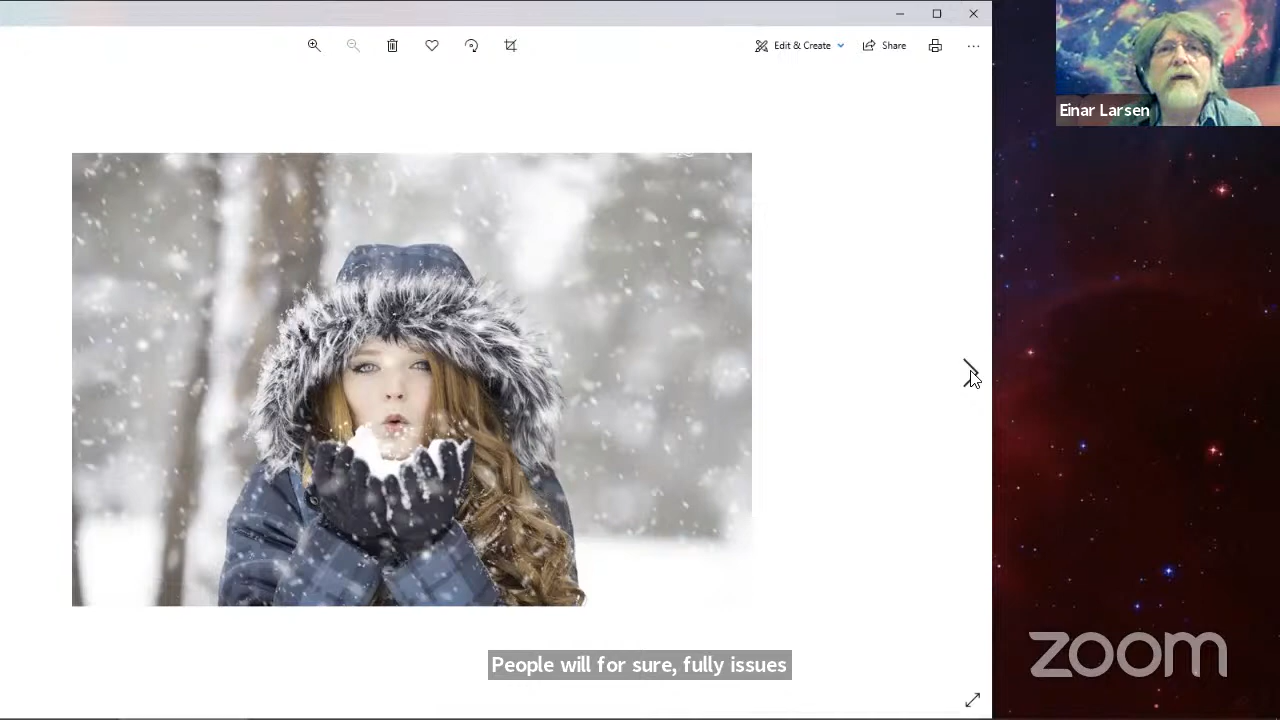 Edit & Create
Share
Einar Larsen
People will for sure, fully issues
zoom